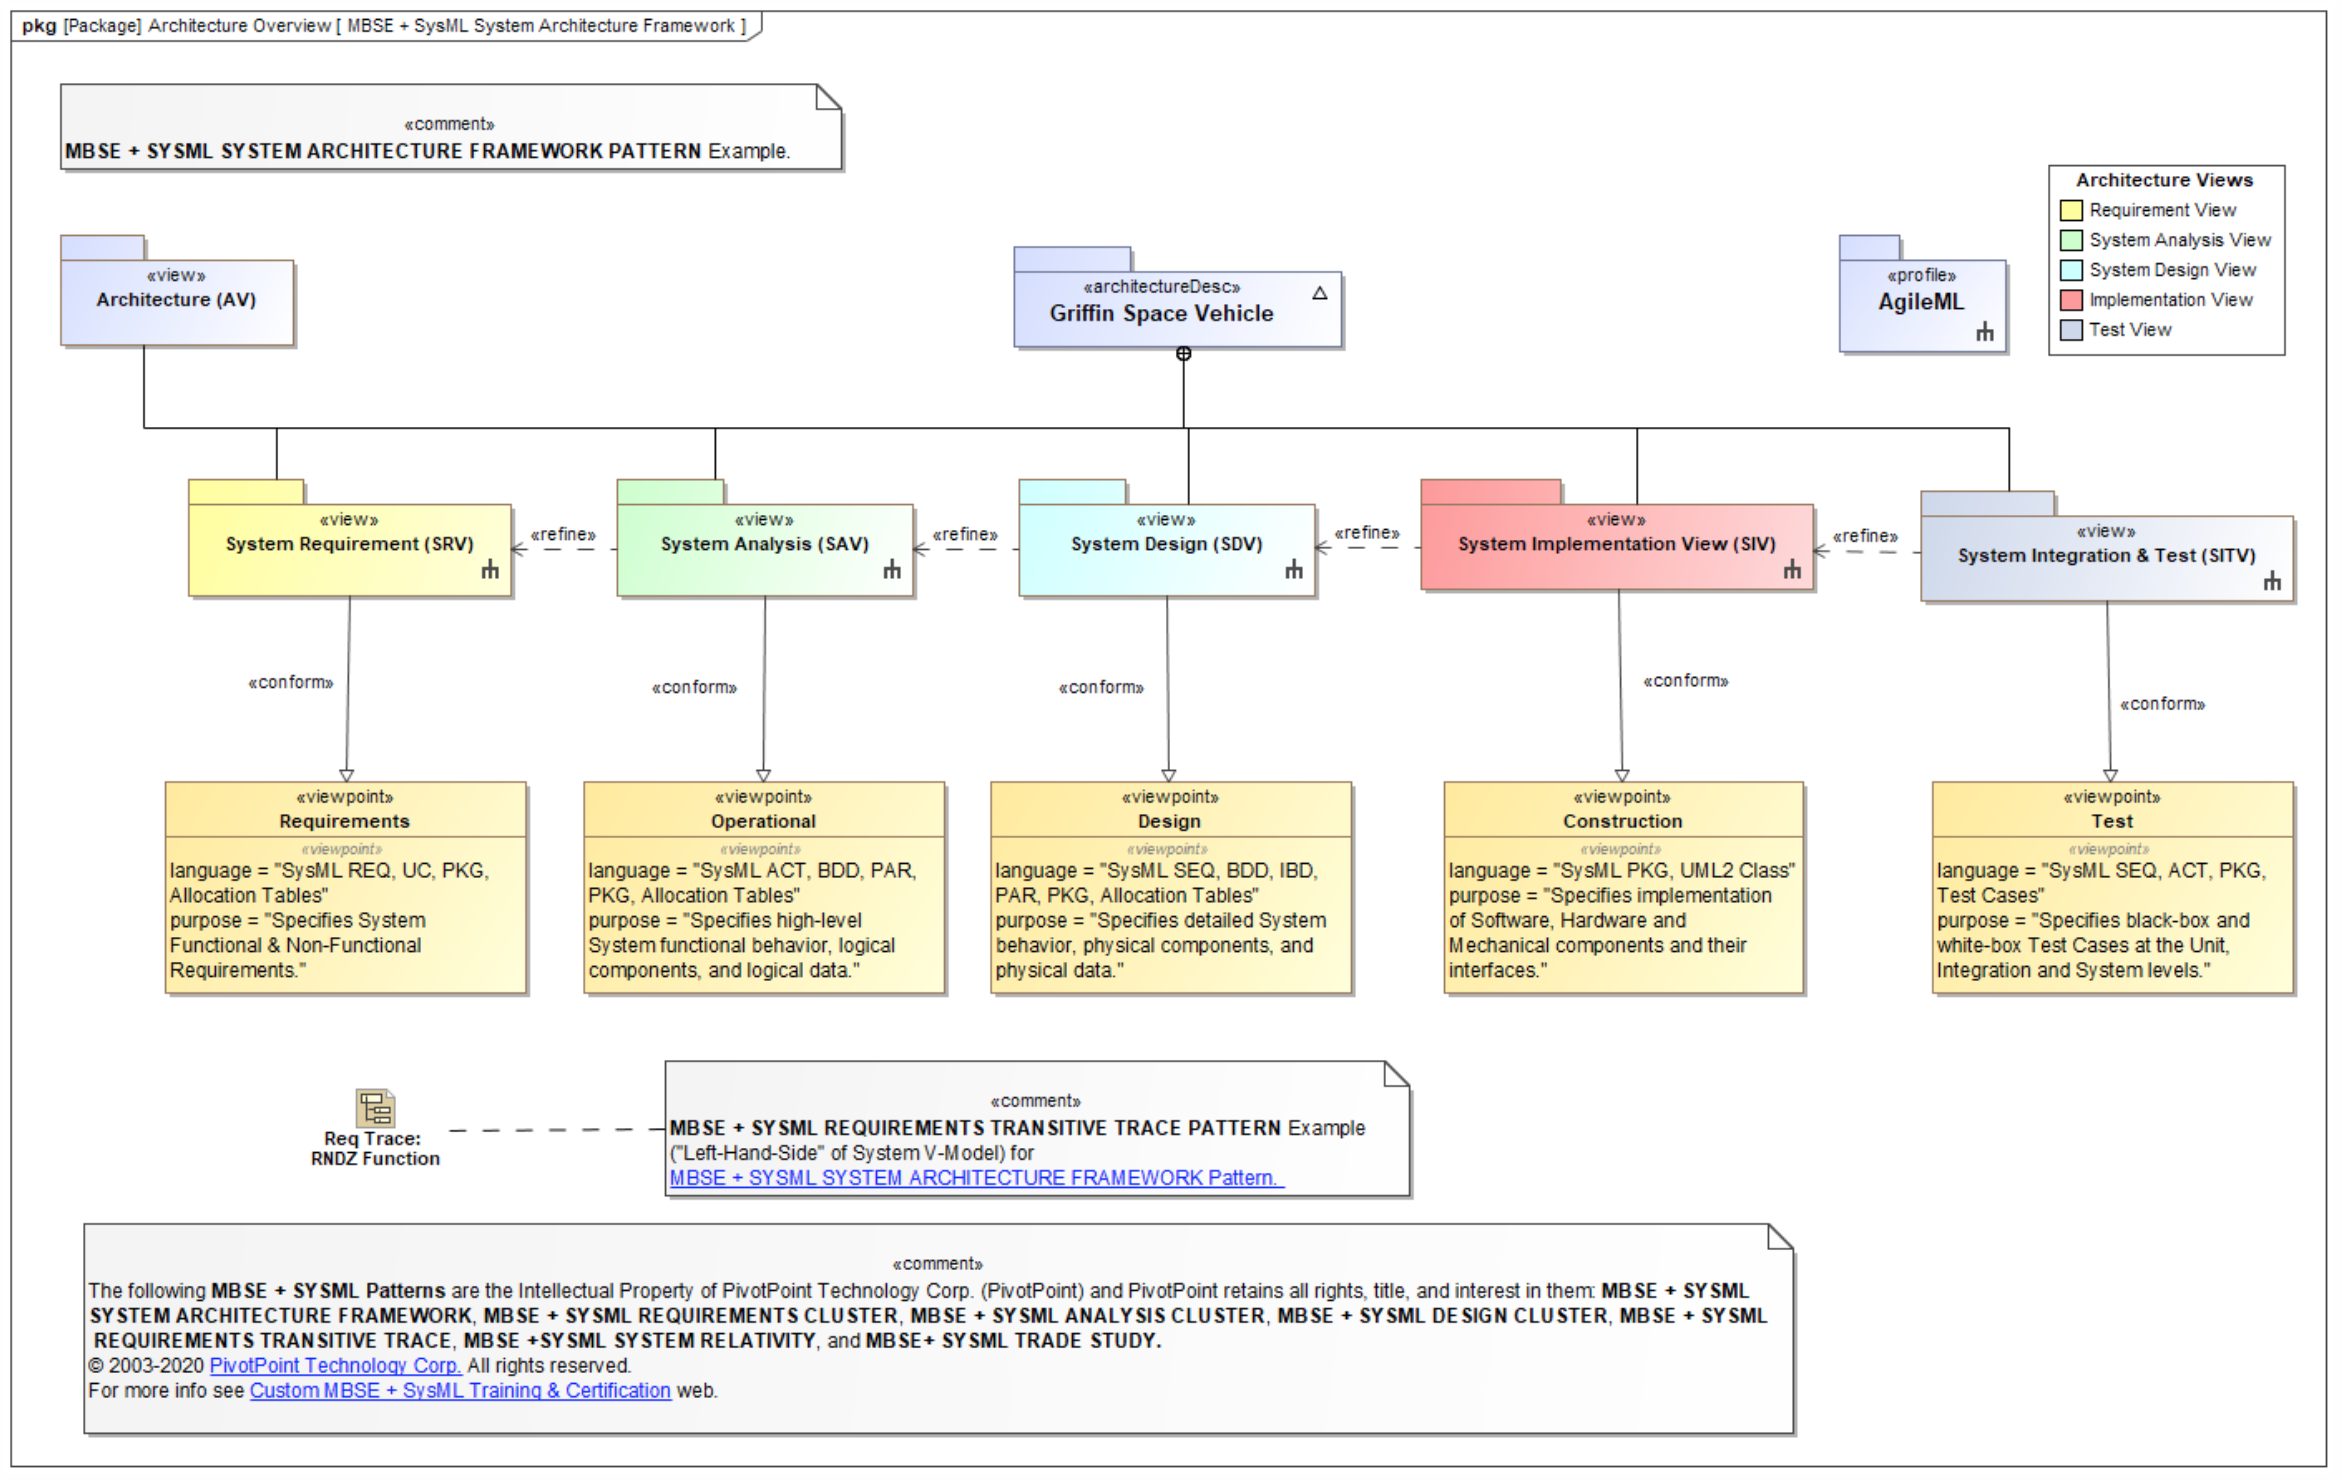 pkg [Package] Architecture Overview [ MBSE + SysML System Architecture Framework ]
«comment»
MBSE + SYSML SYSTEM ARCHITECTURE FRAMEWORK PATTERN Example.
Architecture Views
Requirement View
System Analysis View
System Design View
Implementation View
Test View
«view»
Architecture (AV)
«architectureDesc»
Griffin Space Vehicle
«profile»
AgileML
«view»
System Requirement (SRV)
«refine»
«view»
System Analysis (SAV)
«refine»
«view»
System Design (SDV)
«refine»
«view»
System Implementation View (SIV)
«refine»
«view»
System Integration & Test (SITV)
«conform»
«conform»
«conform»
«conform»
«conform»
«viewpoint»
Requirements
«viewpoint»
language = "SysML REQ, UC, PKG,
Allocation Tables"
purpose = "Specifies System
Functional & Non-Functional
Requirements."
«viewpoint»
Operational
«viewpoint»
language = "SysML ACT, BDD, PAR,
PKG, Allocation Tables"
purpose = "Specifies high-level
System functional behavior, logical
components, and logical data."
«viewpoint»
Design
«viewpoint»
language = "SysML SEQ, BDD, IBD,
PAR, PKG, Allocation Tables"
purpose = "Specifies detailed System
behavior, physical components, and
physical data."
«viewpoint»
Construction
«viewpoint»
language = "SysML PKG, UML2 Class"
purpose = "Specifies implementation
of Software, Hardware and
Mechanical components and their
interfaces."
«viewpoint»
Test
«viewpoint»
language = "SysML SEQ, ACT, PKG,
Test Cases"
purpose = "Specifies black-box and
white-box Test Cases at the Unit,
Integration and System levels."
Req Trace:
RNDZ Function
«comment»
MBSE + SYSML REQUIREMENTS TRANSITIVE TRACE PATTERN Example
("Left-Hand-Side" of System V-Model) for
MBSE + SYSML SYSTEM ARCHITECTURE FRAMEWORK Pattern.
«comment»
The following MBSE + SYSML Patterns are the Intellectual Property of PivotPoint Technology Corp. (PivotPoint) and PivotPoint retains all rights, title, and interest in them: MBSE + SYSML
SYSTEM ARCHITECTURE FRAMEWORK, MBSE + SYSML REQUIREMENTS CLUSTER, MBSE + SYSML ANALYSIS CLUSTER, MBSE + SYSML DESIGN CLUSTER, MBSE + SYSML
REQUIREMENTS TRANSITIVE TRACE, MBSE +SYSML SYSTEM RELATIVITY, and MBSE+ SYSML TRADE STUDY.
© 2003-2020 PivotPoint Technology Corp. All rights reserved.
For more info see Custom MBSE + SysML Training & Certification web.